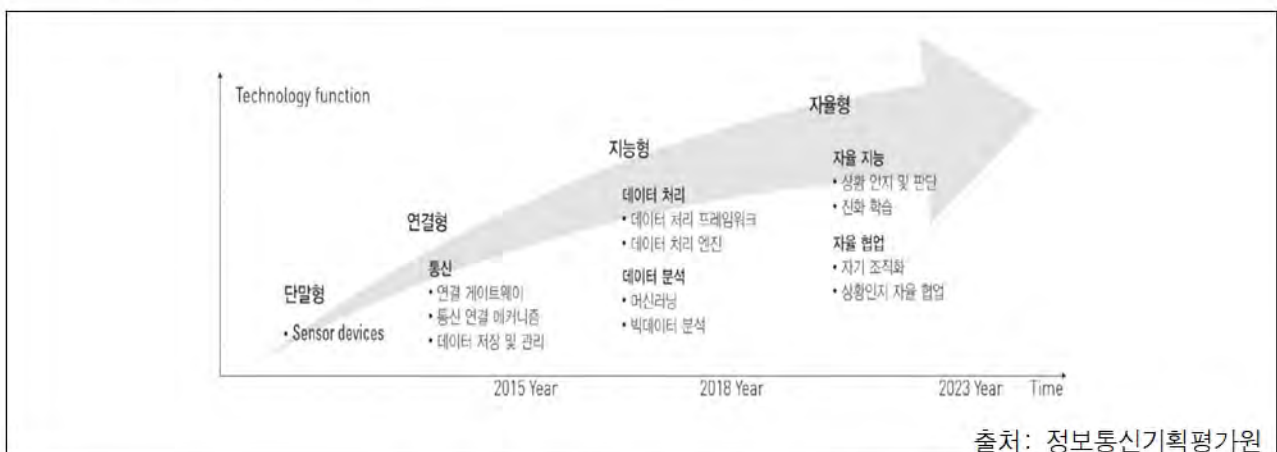 Technology function
단말형
• Sensor devices
연결형
통신
• 연결 게이트웨이
• 통신 연결 메커니즘
• 데이터 저장 및 관리
지능형
데이터 처리
• 데이터 처리 프레임워크
• 데이터 처리 엔진
데이터 분석
• 머신러닝
• 빅데이터 분석
자율형
자율 지능
• 상황 인지 및 판단
• 진화 학습
자율 협업
• 자기 조직화
• 상황인지 자율 협업
2015 Year
2018 Year
2023 Year
Time
출처: 정보통신기획평가원